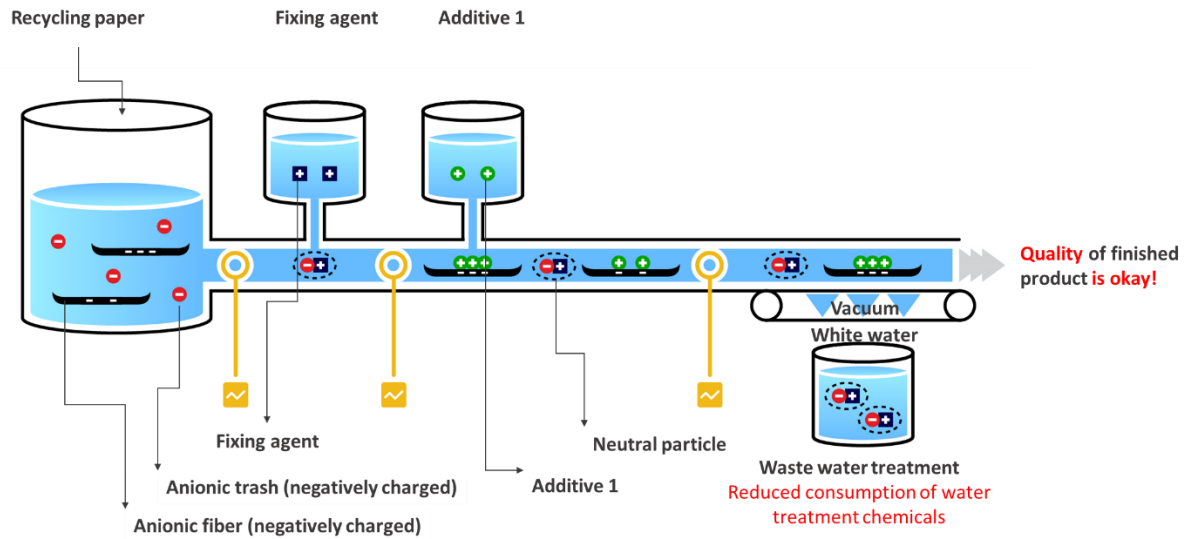 Recycling paper
Fixing agent
Additive 1
Quality of finished
product is okay!
Vacuum
White water
Fixing agent
Neutral particle
Anionic trash (negatively charged)
Additive 1
Anionic fiber (negatively charged)
Waste water treatment
Reduced consumption of water
treatment chemicals